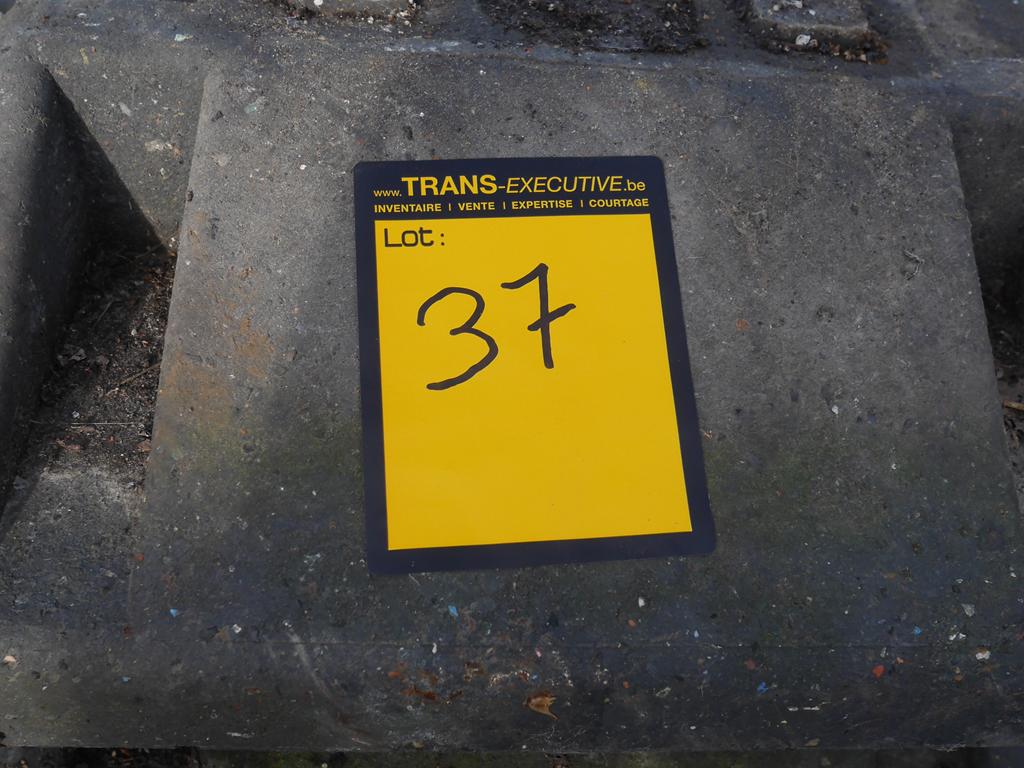 www.TRANS-EXECUTIVE.be
INVENTAIRE | VENTE | EXPERTISE | COURTAGE
Lot:
37